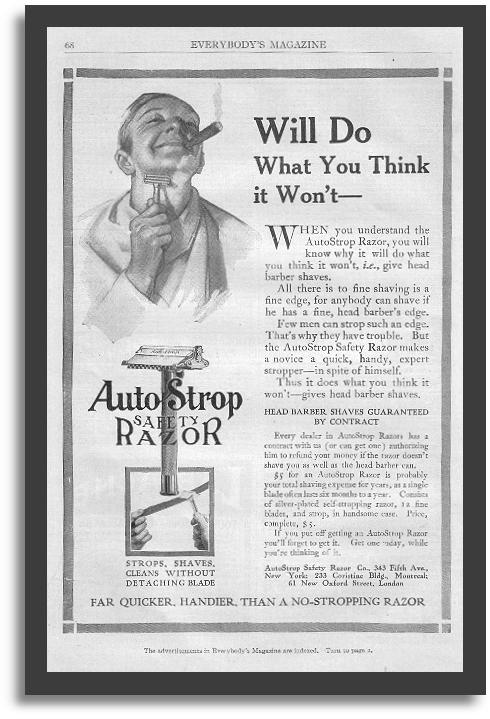 68
EVERYBODY'S MAGAZINE
Will Do
What You Think
it Won't—
WHEN you understand the
AutoStrop Razor, you will
know why it will do what
you think it won't, i.e., give head
barber shaves.
All there is to fine shaving is a
fine edge, for anybody can shave if
he has a fine, head barber's edge.
Few men can strop such an edge.
That's why they have trouble. But
the AutoStrop Safety Razor makes
a novice a quick, handy, expert
stropper—in spite of himself.
Thus it does what you think it
won't—gives head barber shaves.
HEAD BARBER SHAVES GUARANTEED
BY CONTRACT
Every dealer in AutoStrop Razors has a
contract with us (or can get one) authorizing
him to refund your money if the razor doesn't
shave you as well as the head barber can.
$5 for an AutoStrop Razor is probably
your total shaving expense for years, as a single
blade often lasts six months to a year. Consists
of silver-plated self-stropping razor, 12 fine
blades, and strop, in handsome case. Price,
complete, $5.
If you put off getting an AutoStrop Razor
you'll forget to get it. Get one today, while
you're thinking of it.
AutoStrop Safety Razor Co., 343 Fifth Ave.,
New York; 233 Coristine Bldg., Montreal;
61 New Oxford Street, London
AutoStrop
SAFETY
RAZOR
STROPS, SHAVES,
CLEANS WITHOUT
DETACHING BLADE
FAR QUICKER, HANDIER, THAN A NO-STROPPING RAZOR
The advertisements in Everybody's Magazine are indexed. Turn to page 2.